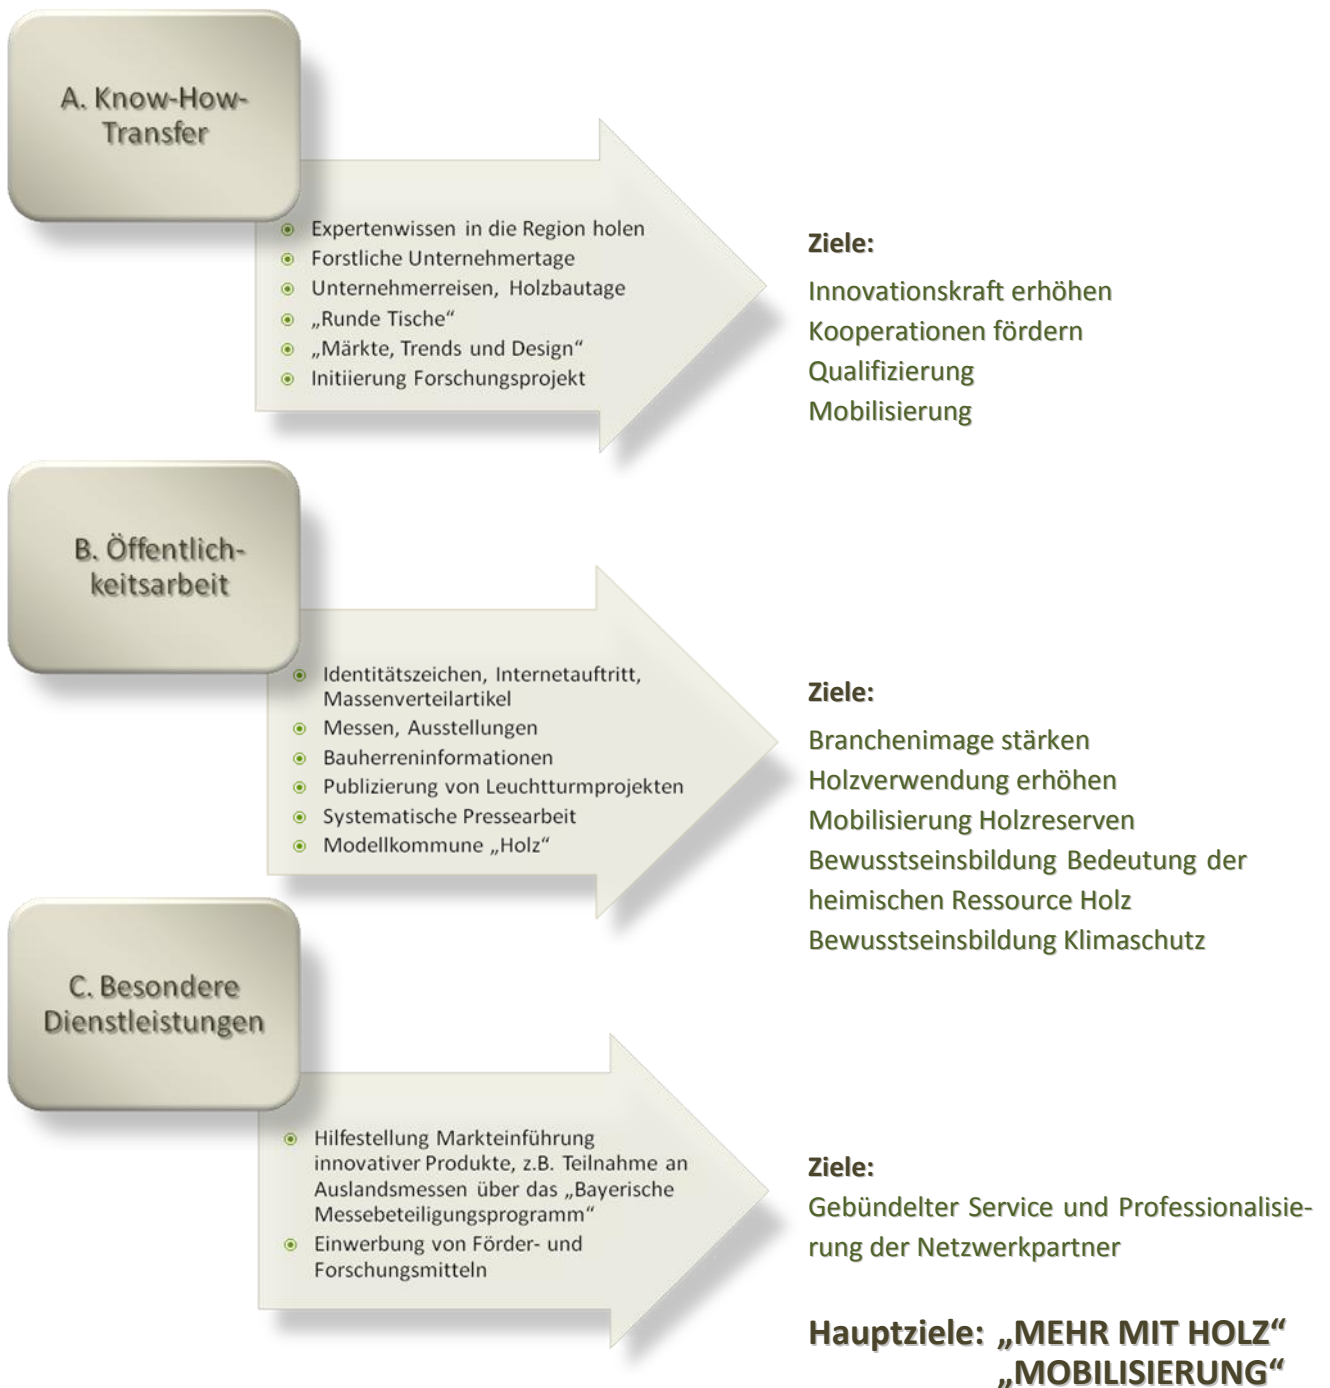 A. Know-How-
Transfer
Expertenwissen in die Region holen
Forstliche Unternehmertage
Unternehmerreisen, Holzbautage
„Runde Tische“
„Märkte, Trends und Design“
Initiierung Forschungsprojekt
Ziele:
Innovationskraft erhöhen
Kooperationen fördern
Qualifizierung
Mobilisierung
B. Öffentlich-
keitsarbeit
Identitätszeichen, Internetauftritt,
Massenverteilartikel
Messen, Ausstellungen
Bauherreninformationen
Publizierung von Leuchtturmprojekten
Systematische Pressearbeit
Modellkommune „Holz“
Ziele:
Branchenimage stärken
Holzverwendung erhöhen
Mobilisierung Holzreserven
Bewusstseinsbildung Bedeutung der
heimischen Ressource Holz
Bewusstseinsbildung Klimaschutz
C. Besondere
Dienstleistungen
Hilfestellung Markteinführung
innovativer Produkte, z.B. Teilnahme an
Auslandsmessen über das „Bayerische
Messebeteiligungsprogramm“
Einwerbung von Förder- und
Forschungsmitteln
Ziele:
Gebündelter Service und Professionalisie-
rung der Netzwerkpartner
Hauptziele: „MEHR MIT HOLZ“
„MOBILISIERUNG“